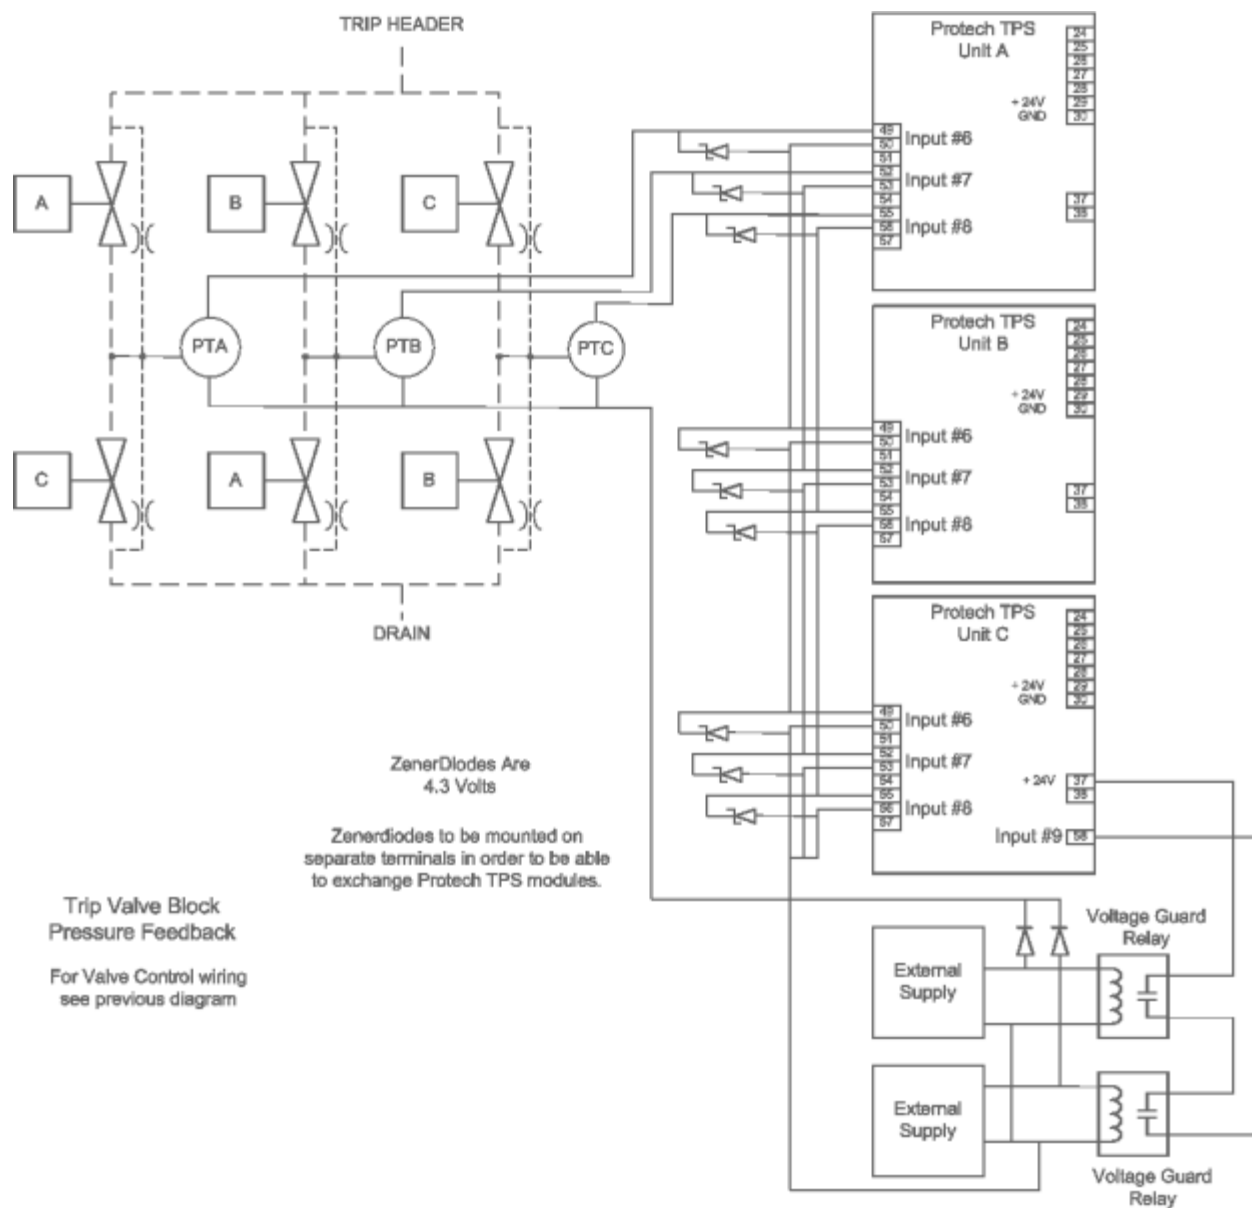 TRIP HEADER
A
B
C
PTA
PTB
PTC
C
A
B
DRAIN
ZenerDiodes Are
4.3 Volts
Zenerdiodes to be mounted on
separate terminals in order to be able
to exchange Protech TPS modules.
Trip Valve Block
Pressure Feedback
For Valve Control wiring
see previous diagram
Protech TPS
Unit A
24
25
26
27
28
+ 24V 29
GND 30
49
50 Input #6
51
52
53 Input #7
54
55
56 Input #8
57
37
38
Protech TPS
Unit B
24
25
26
27
28
+ 24V 29
GND 30
49
50 Input #6
51
52
53 Input #7
54
55
56 Input #8
57
37
38
Protech TPS
Unit C
24
25
26
27
28
+ 24V 29
GND 30
49
50 Input #6
51
52
53 Input #7
54
55
56 Input #8
57
+ 24V 37
38
Input #9
External
Supply
Voltage Guard
Relay
External
Supply
Voltage Guard
Relay